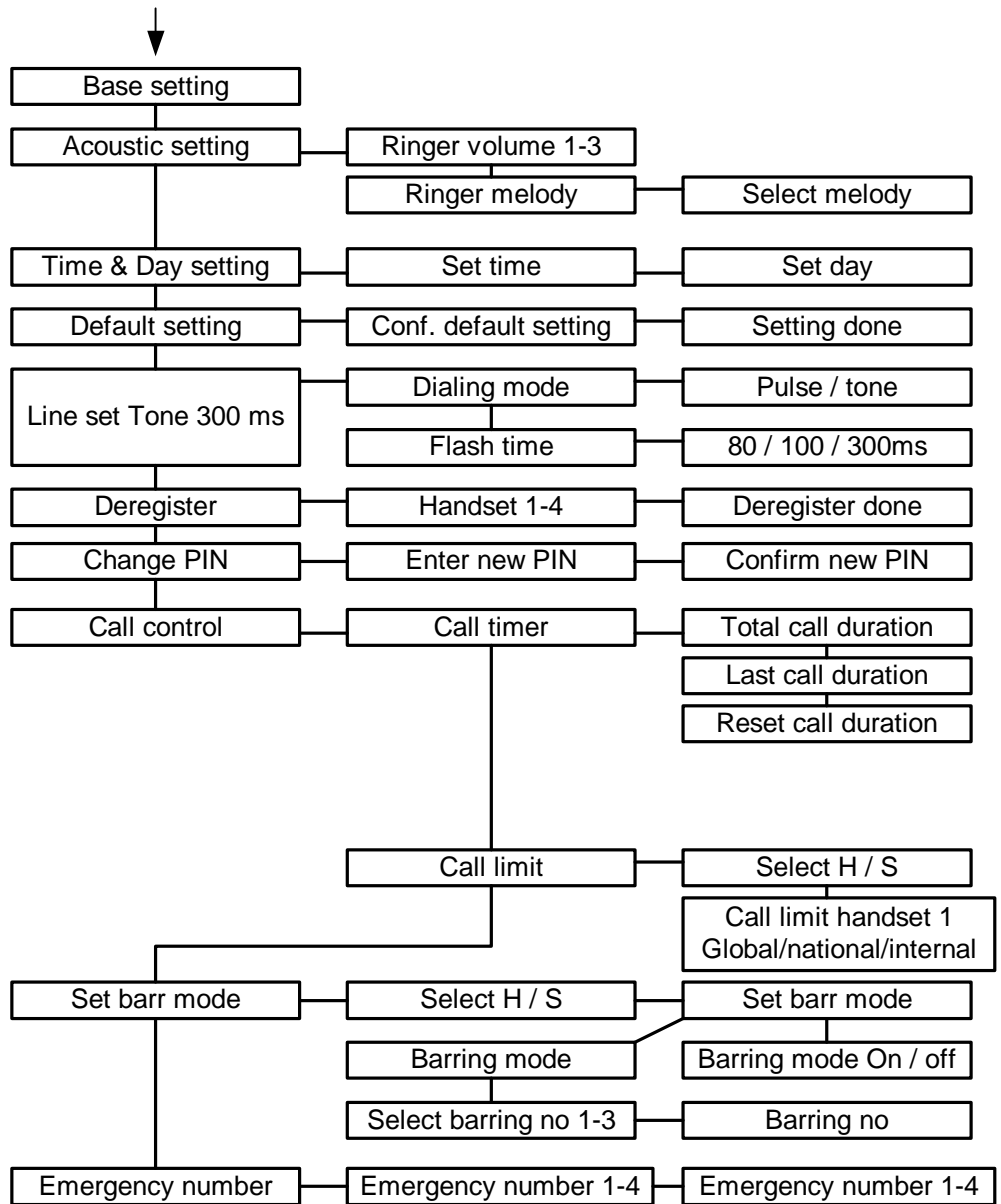 Base setting
Acoustic setting
Ringer volume 1-3
Ringer melody
Select melody
Time & Day setting
Set time
Set day
Default setting
Conf. default setting
Setting done
Line set Tone 300 ms
Dialing mode
Pulse / tone
Flash time
80 / 100 / 300ms
Deregister
Handset 1-4
Deregister done
Change PIN
Enter new PIN
Confirm new PIN
Call control
Call timer
Total call duration
Last call duration
Reset call duration
Call limit
Select H / S
Call limit handset 1
Global/national/internal
Set barr mode
Select H / S
Set barr mode
Barring mode
Barring mode On / off
Select barring no 1-3
Barring no
Emergency number
Emergency number 1-4
Emergency number 1-4